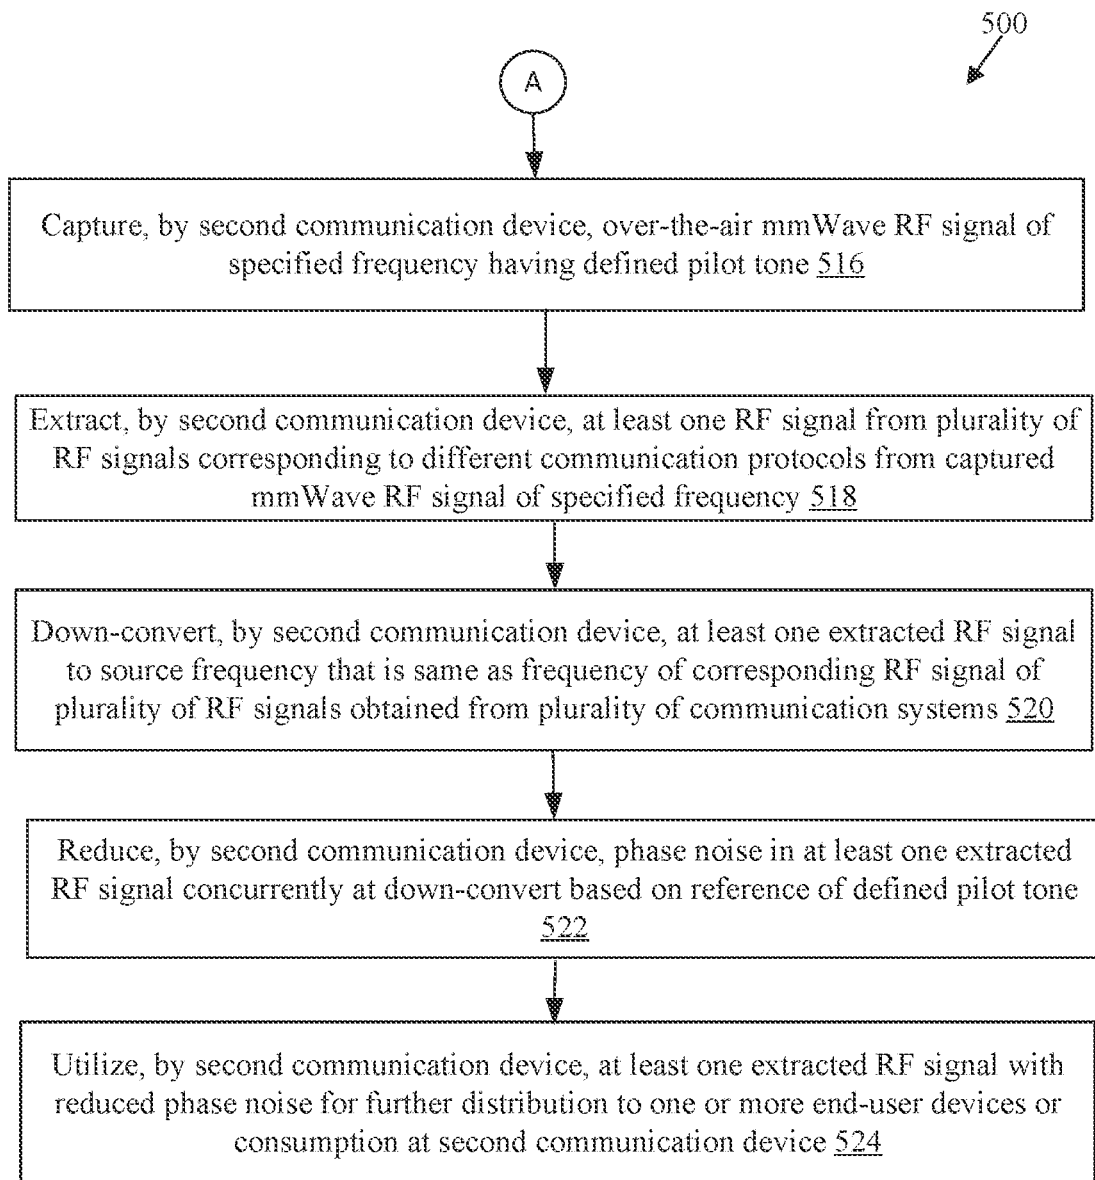 500
A
Capture, by second communication device, over-the-air mmWave RF signal of
specified frequency having defined pilot tone 516
Extract, by second communication device, at least one RF signal from plurality of
RF signals corresponding to different communication protocols from captured
mmWave RF signal of specified frequency 518
Down-convert, by second communication device, at least one extracted RF signal
to source frequency that is same as frequency of corresponding RF signal of
plurality of RF signals obtained from plurality of communication systems 520
Reduce, by second communication device, phase noise in at least one extracted
RF signal concurrently at down-convert based on reference of defined pilot tone
522
Utilize, by second communication device, at least one extracted RF signal with
reduced phase noise for further distribution to one or more end-user devices or
consumption at second communication device 524